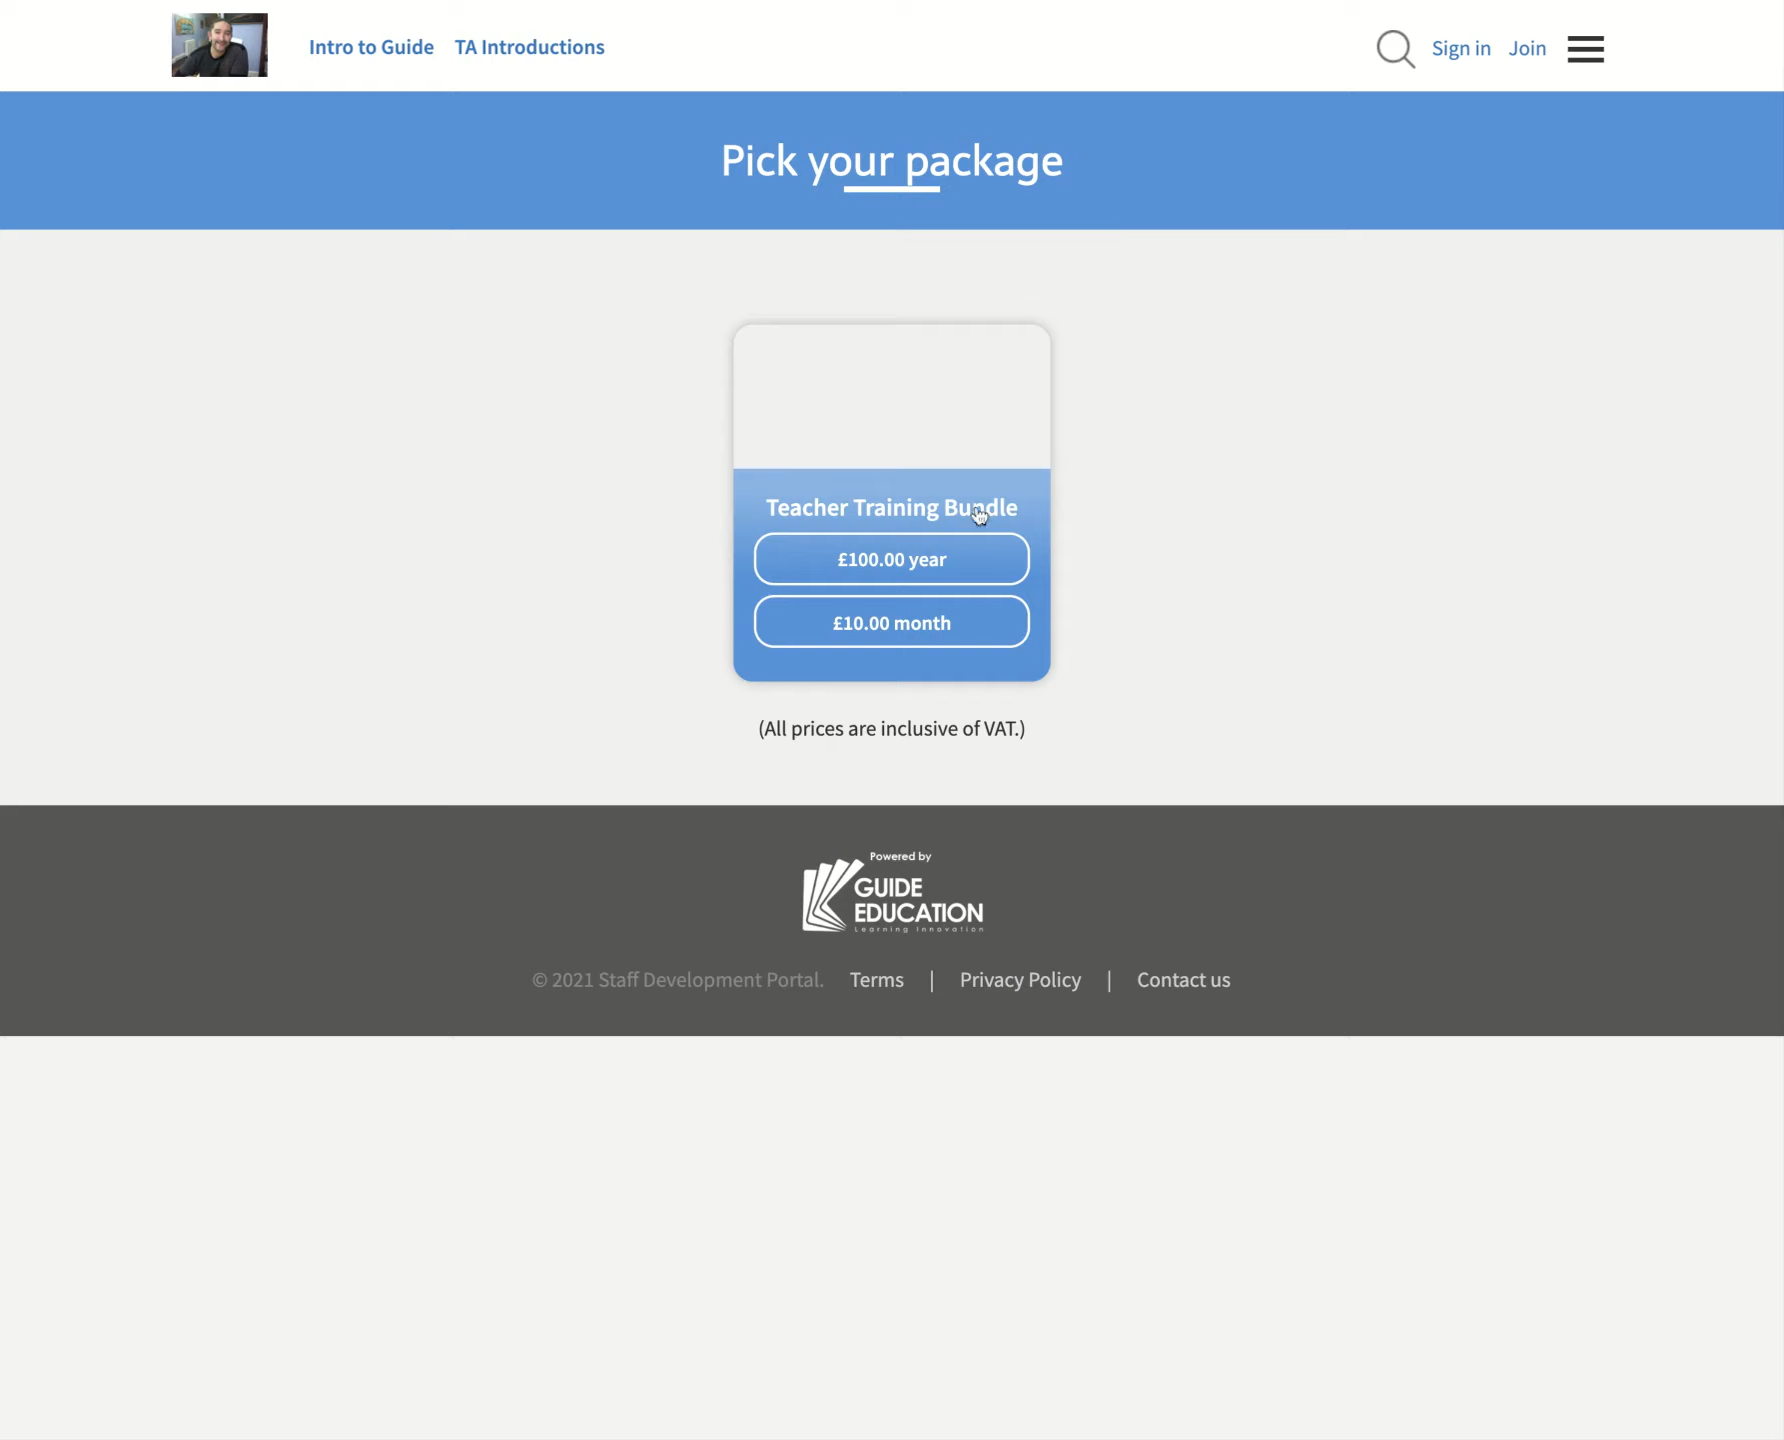 Intro to Guide TA Introductions
Sign in Join
Pick your package
Teacher Training Bundle
£100.00 year
£10.00 month
(All prices are inclusive of VAT.)
Powered by
GUIDE
EDUCATION
Learning Innovation
© 2021 Staff Development Portal. Terms | Privacy Policy | Contact us